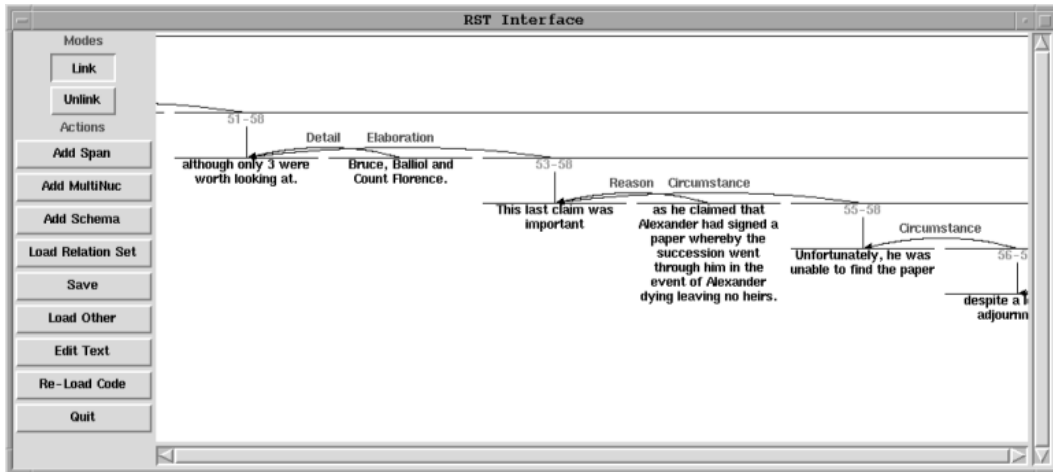 RST Interface
Modes
Link
Unlink
Actions
Add Span
Add MultiNuc
Add Schema
Load Relation Set
Save
Load Other
Edit Text
Re-Load Code
Quit
51-58
Detail
Elaboration
although only 3 were
worth looking at.
Bruce, Balliol and
Count Florence.
53-58
Reason
Circumstance
This last claim was
important
as he claimed that
Alexander had signed a
paper whereby the
succession went
through him in the
event of Alexander
dying leaving no heirs.
55-58
Circumstance
Unfortunately, he was
unable to find the paper
56-5
despite a l
adjournm